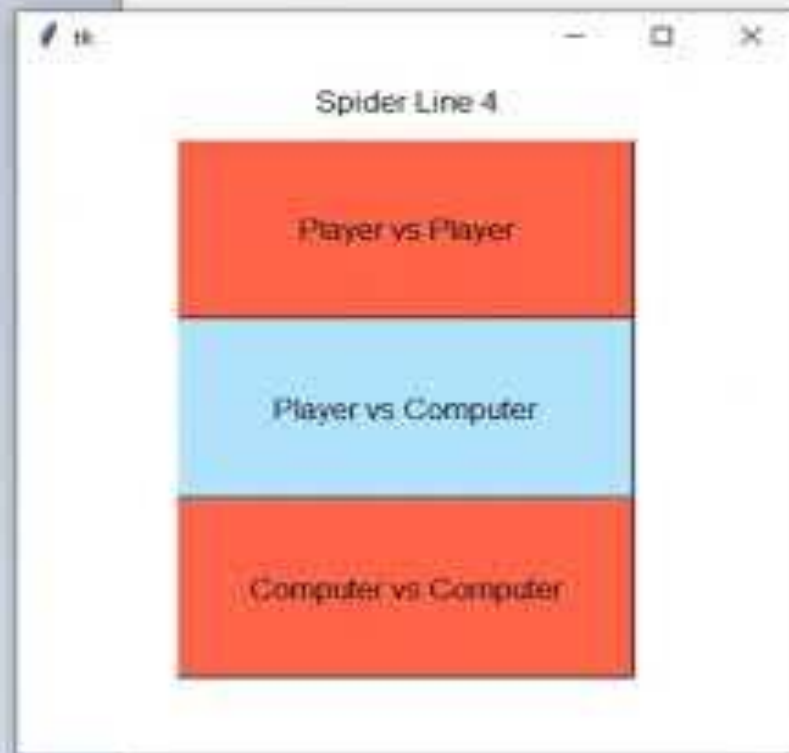 tk
Spider Line 4
Player vs Player
Player vs Computer
Computer vs Computer